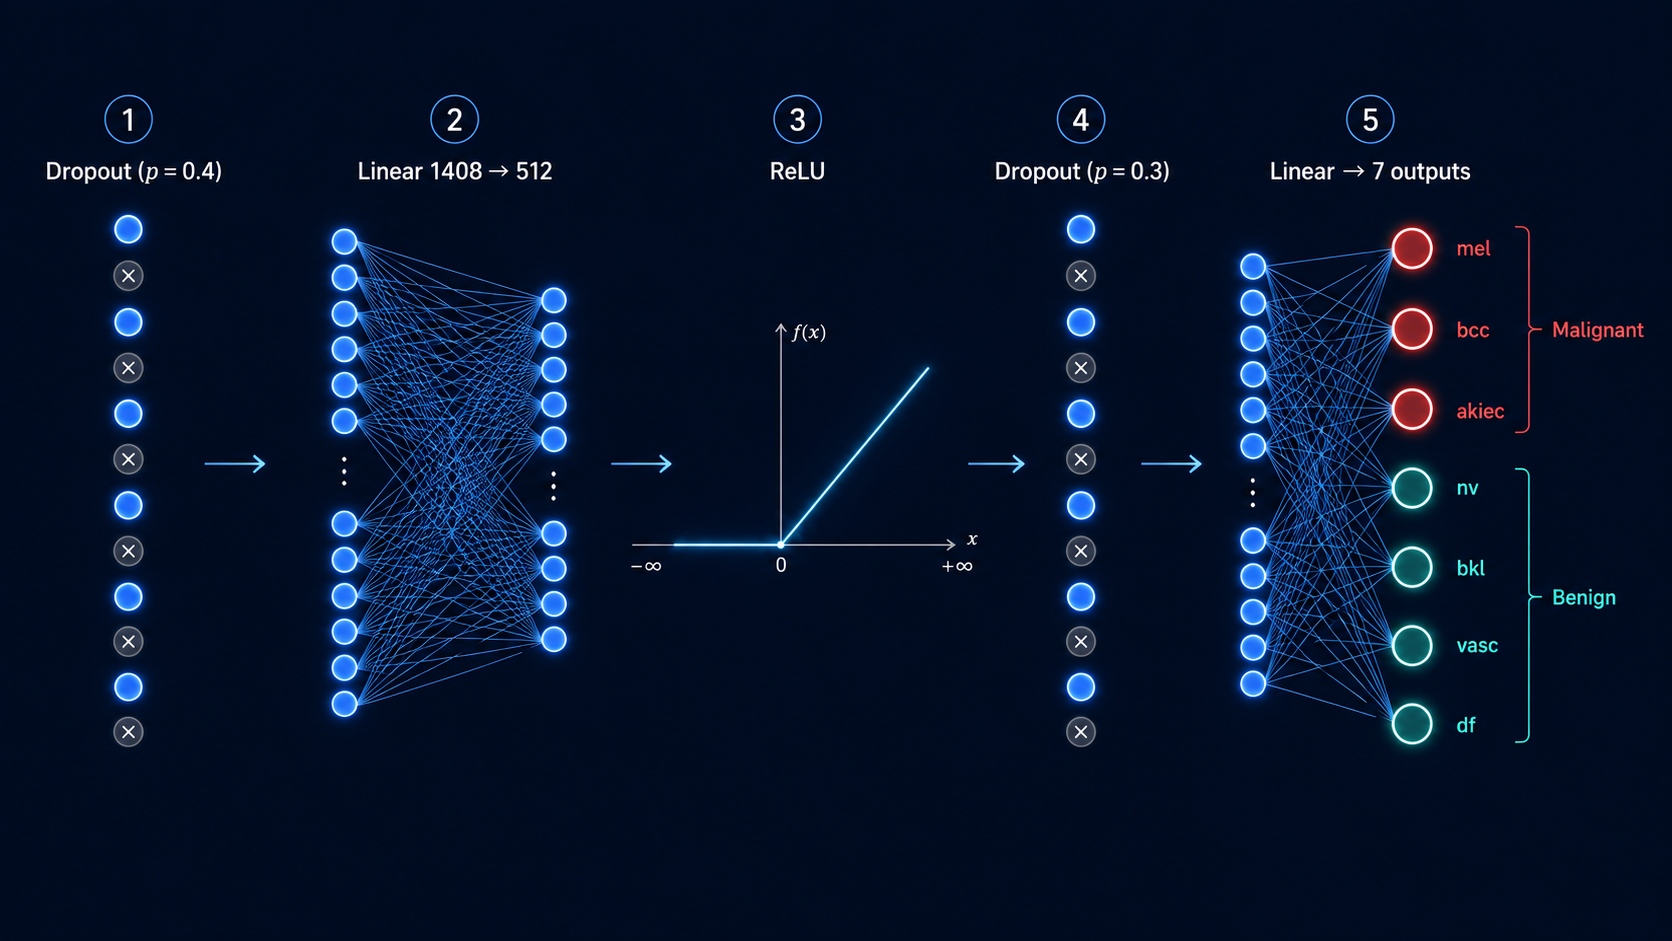 1
Dropout (p = 0.4)
2
Linear 1408 → 512
3
ReLU
f(x)
x
−∞
0
+∞
4
Dropout (p = 0.3)
5
Linear → 7 outputs
mel
bcc
akiec
Malignant
nv
bkl
vasc
df
Benign